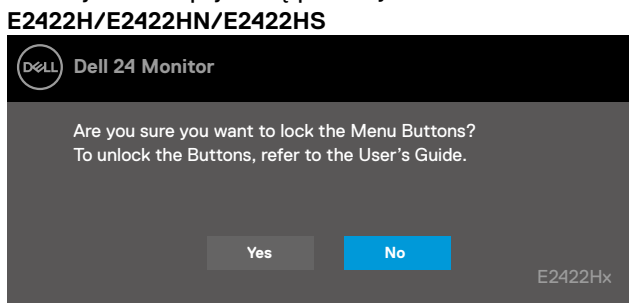 E2422H/E2422HN/E2422HS
DELL Dell 24 Monitor
Are you sure you want to lock the Menu Buttons?
To unlock the Buttons, refer to the User's Guide.
Yes No
E2422Hx